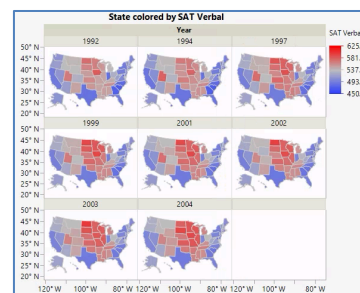 State colored by SAT Verbal
Year
1992 1994 1997
50° N
45° N
40° N
35° N
30° N
25° N
20° N
1999 2001 2002
50° N
45° N
40° N
35° N
30° N
25° N
20° N
2003 2004
50° N
45° N
40° N
35° N
30° N
25° N
20° N
120° W 100° W 80° W 120° W 100° W 80° W 120° W 100° W 80° W
SAT Verba
625.
581.
537.
493.
450.